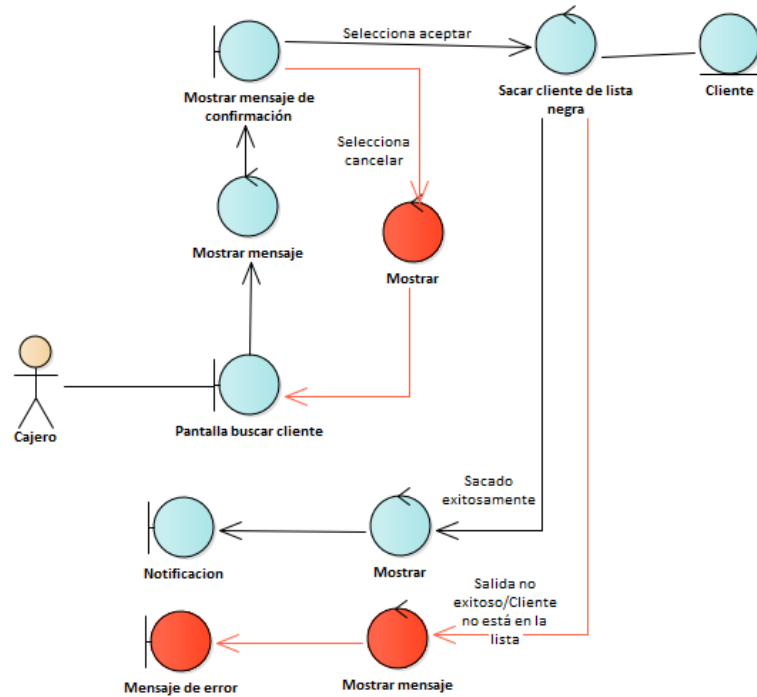 Selecciona aceptar
Mostrar mensaje de
confirmación
Sacar cliente de lista
negra
Cliente
Selecciona
cancelar
Mostrar mensaje
Mostrar
Cajero
Pantalla buscar cliente
Sacado
exitosamente
Notificacion
Mostrar
Salida no
exitoso/Cliente
no está en la
lista
Mensaje de error
Mostrar mensaje